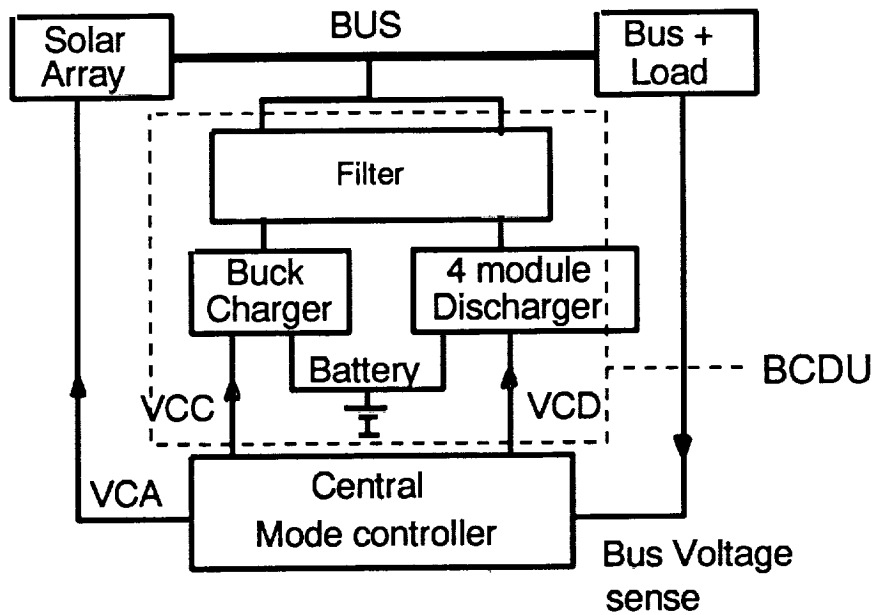 Solar
Array
BUS
Bus +
Load
Filter
Buck
Charger
4 module
Discharger
Battery
BCDU
VCC
VCD
VCA
Central
Mode controller
Bus Voltage
sense